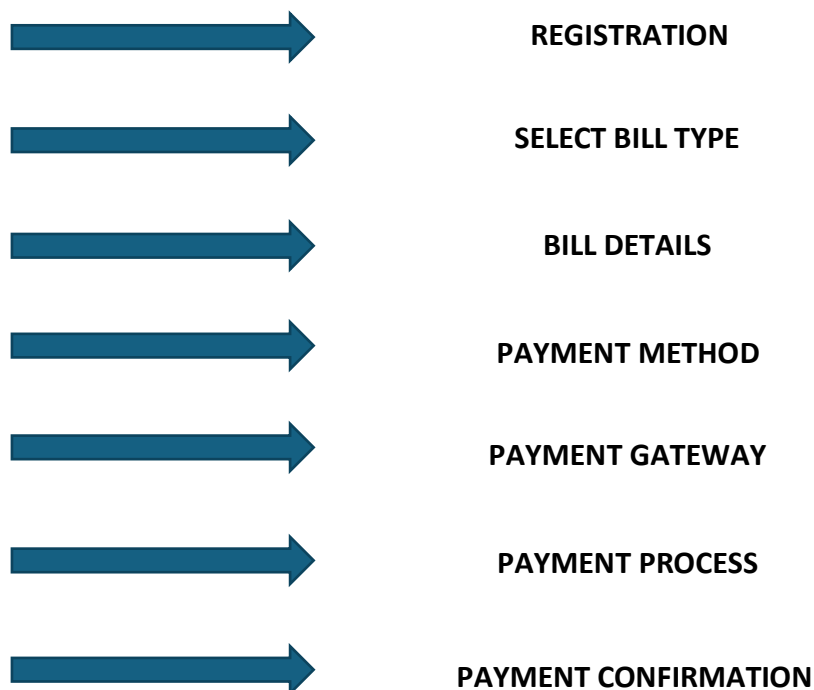 REGISTRATION
SELECT BILL TYPE
BILL DETAILS
PAYMENT METHOD
PAYMENT GATEWAY
PAYMENT PROCESS
PAYMENT CONFIRMATION